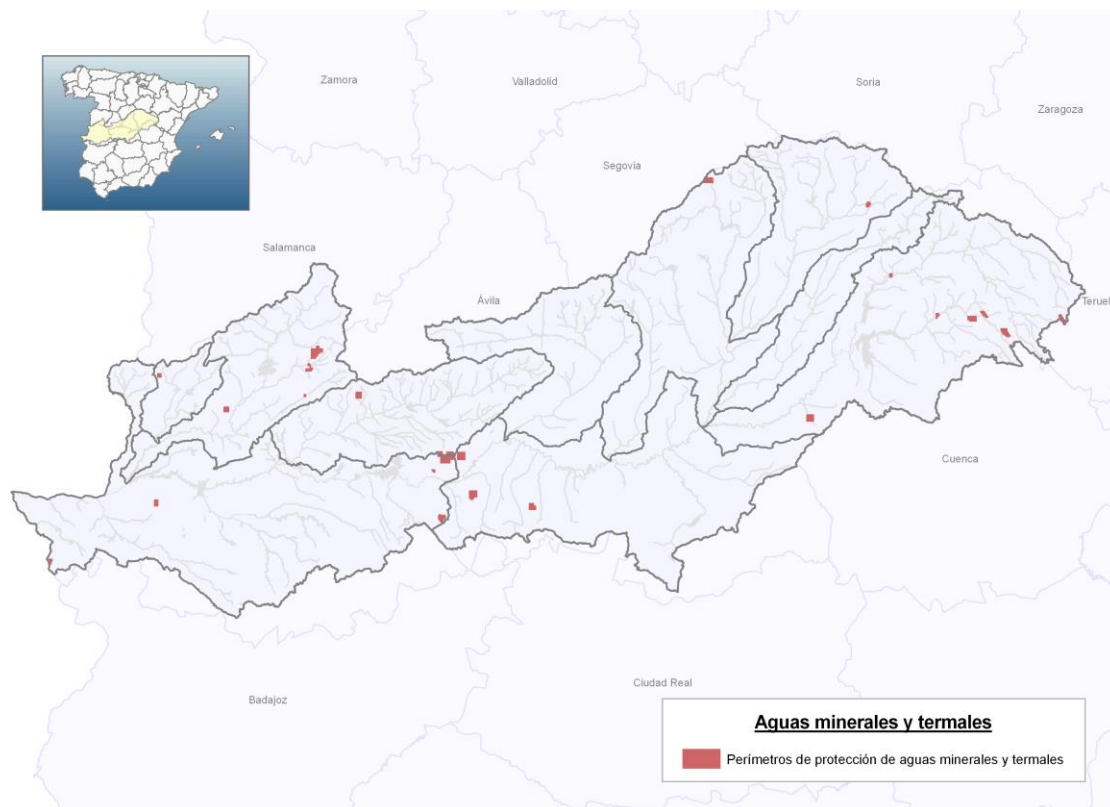 Zamora
Valladolid
Soria
Zaragoza
Segovia
Salamanca
Ávila
Teruel
Cuenca
Badajoz
Ciudad Real
Aguas minerales y termales
Perímetros de protección de aguas minerales y termales